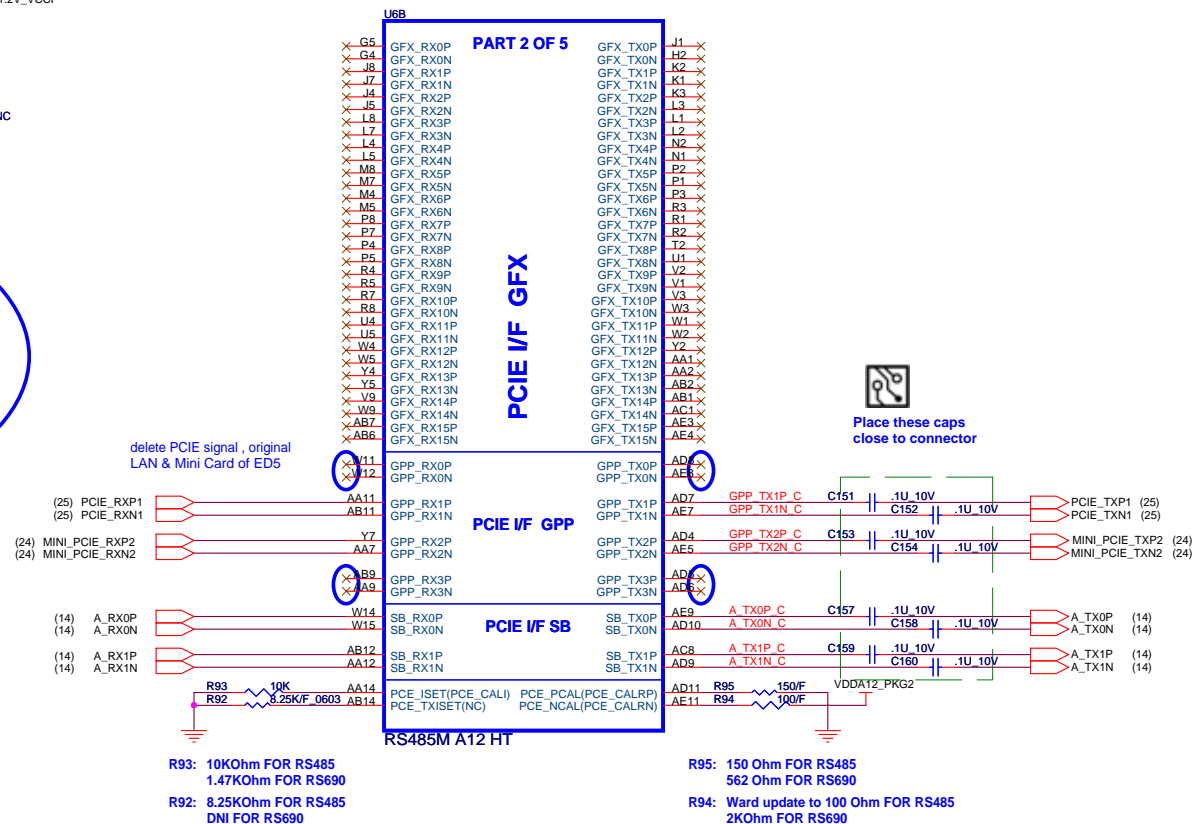 U6B
PART 2 OF 5
G5 GFX_RX0P GFX_TX0P J1
G4 GFX_RX0N GFX_TX0N H2
J8 GFX_RX1P GFX_TX1P K2
J7 GFX_RX1N GFX_TX1N K1
J4 GFX_RX2P GFX_TX2P K3
J5 GFX_RX2N GFX_TX2N L3
L8 GFX_RX3P GFX_TX3P L1
L7 GFX_RX3N GFX_TX3N L2
L4 GFX_RX4P GFX_TX4P N2
L5 GFX_RX4N GFX_TX4N N1
M8 GFX_RX5P GFX_TX5P P2
M7 GFX_RX5N GFX_TX5N P1
M4 GFX_RX6P GFX_TX6P P3
M5 GFX_RX6N GFX_TX6N R3
P8 GFX_RX7P GFX_TX7P R1
P7 GFX_RX7N GFX_TX7N R2
P4 GFX_RX8P GFX_TX8P T2
P5 GFX_RX8N GFX_TX8N U1
R4 GFX_RX9P GFX_TX9P V2
R5 GFX_RX9N GFX_TX9N V1
R7 GFX_RX10P GFX_TX10P V3
R8 GFX_RX10N GFX_TX10N W3
U4 GFX_RX11P GFX_TX11P W1
U5 GFX_RX11N GFX_TX11N W2
W4 GFX_RX12P GFX_TX12P Y2
W5 GFX_RX12N GFX_TX12N AA1
Y4 GFX_RX13P GFX_TX13P AA2
Y5 GFX_RX13N GFX_TX13N AB2
V9 GFX_RX14P GFX_TX14P AB1
W9 GFX_RX14N GFX_TX14N AC1
AB7 GFX_RX15P GFX_TX15P AE3
AB6 GFX_RX15N GFX_TX15N AE4
PCIE I/F GFX
Place these caps
close to connector
delete PCIE signal , original
LAN & Mini Card of ED5
W11 GPP_RX0P GPP_TX0P
W12 GPP_RX0N GPP_TX0N
(25) PCIE_RXP1 AA11 GPP_RX1P GPP_TX1P AD7 GPP_TX1P_C C151 .1U_10V PCIE_TXP1 (25)
(25) PCIE_RXN1 AB11 GPP_RX1N GPP_TX1N AE7 GPP_TX1N_C C152 .1U_10V PCIE_TXN1 (25)
PCIE I/F GPP
(24) MINI_PCIE_RXP2 Y7 GPP_RX2P GPP_TX2P AD4 GPP_TX2P_C C153 .1U_10V MINI_PCIE_TXP2 (24)
(24) MINI_PCIE_RXN2 AA7 GPP_RX2N GPP_TX2N AE5 GPP_TX2N_C C154 .1U_10V MINI_PCIE_TXN2 (24)
AB9 GPP_RX3P GPP_TX3P
AA9 GPP_RX3N GPP_TX3N AD6
(14) A_RX0P W14 SB_RX0P SB_TX0P AE9 A_TX0P_C C157 .1U_10V A_TX0P (14)
(14) A_RX0N W15 SB_RX0N SB_TX0N AD10 A_TX0N_C C158 .1U_10V A_TX0N (14)
PCIE I/F SB
(14) A_RX1P AB12 SB_RX1P SB_TX1P AC8 A_TX1P_C C159 .1U_10V A_TX1P (14)
(14) A_RX1N AA12 SB_RX1N SB_TX1N AD9 A_TX1N_C C160 .1U_10V A_TX1N (14)
VDDA12_PKG2
R93 10K AA14 PCE_ISET(PCE_CALI) PCE_PCAL(PCE_CALRP) AD11 R95 150/F
R92 8.25K/F_0603 AB14 PCE_TXISET(NC) PCE_NCAL(PCE_CALRN) AE11 R94 100/F
RS485M A12 HT
R93: 10KOhm FOR RS485
1.47KOhm FOR RS690
R92: 8.25KOhm FOR RS485
DNI FOR RS690
R95: 150 Ohm FOR RS485
562 Ohm FOR RS690
R94: Ward update to 100 Ohm FOR RS485
2KOhm FOR RS690